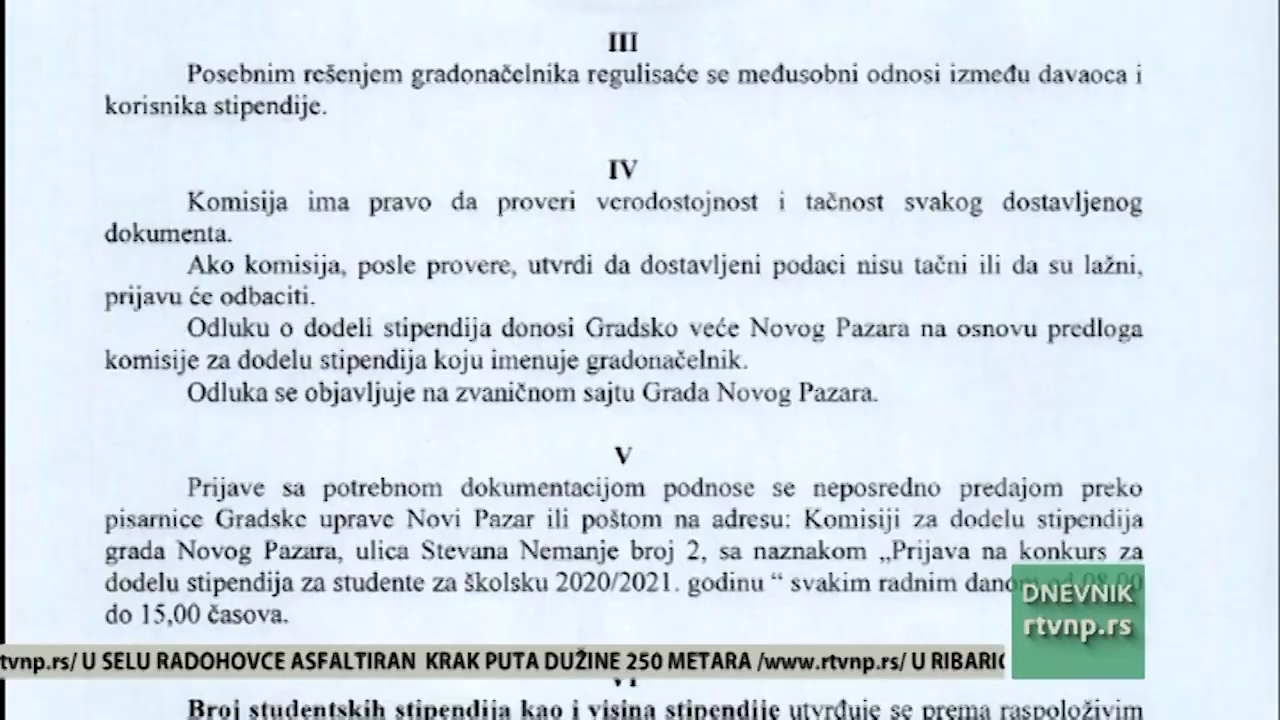 III
Posebnim rešenjem gradonačelnika regulisaće se međusobni odnosi između davaoca i
korisnika stipendije.
IV
Komisija ima pravo da proveri verodostojnost i tačnost svakog dostavljenog
dokumenta.
Ako komisija, posle provere, utvrdi da dostavljeni podaci nisu tačni ili da su lažni,
prijavu će odbaciti.
Odluku o dodeli stipendija donosi Gradsko veće Novog Pazara na osnovu predloga
komisije za dodelu stipendija koju imenuje gradonačelnik.
Odluka se objavljuje na zvaničnom sajtu Grada Novog Pazara.
V
Prijave sa potrebnom dokumentacijom podnose se neposredno predajom preko
pisarnice Gradske uprave Novi Pazar ili poštom na adresu: Komisiji za dodelu stipendija
grada Novog Pazara, ulica Stevana Nemanje broj 2, sa naznakom „Prijava na konkurs za
dodelu stipendija za studente za školsku 2020/2021. godinu “ svakim radnim danom od 08,00
do 15,00 časova.
DNEVNIK
rtvnp.rs
tvnp.rs/ U SELU RADOHOVCE ASFALTIRAN KRAK PUTA DUŽINE 250 METARA /www.rtvnp.rs/ U RIBARIĆ
VI
Broj studentskih stipendija kao i visina stipendije utvrđuje se prema raspoloživim